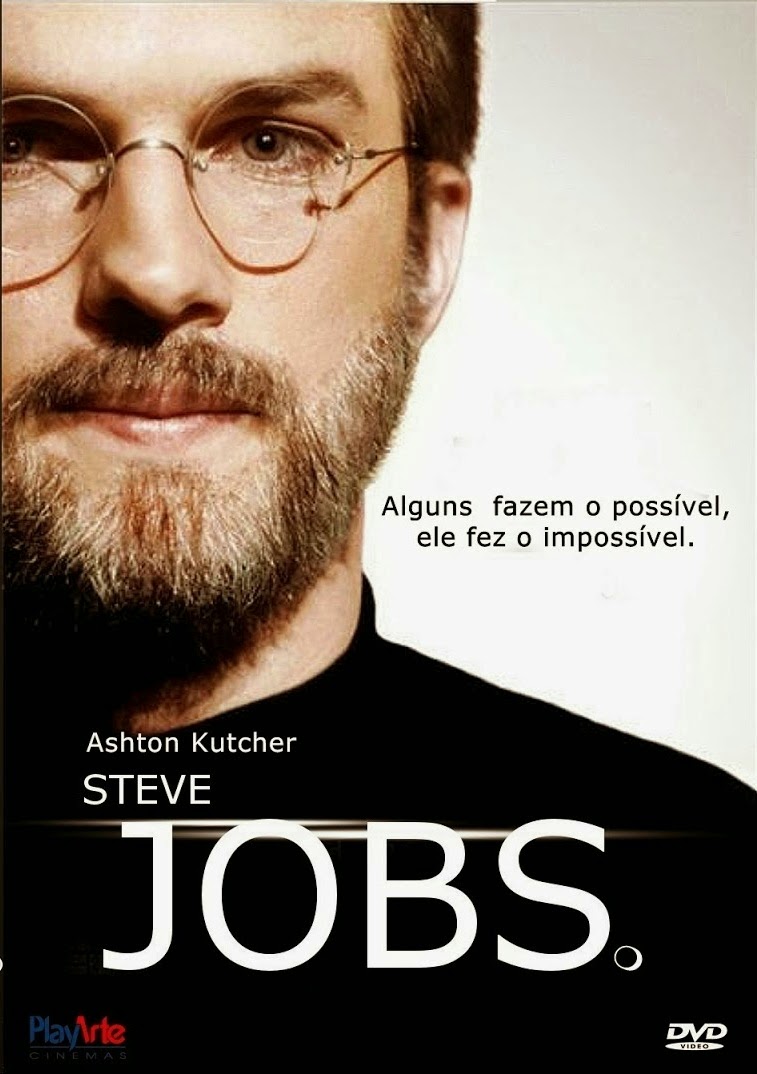 Alguns fazem o possível,
ele fez o impossível.
Ashton Kutcher
STEVE
JOBS.
PlayArte
CINEMAS
DVD
VIDEO